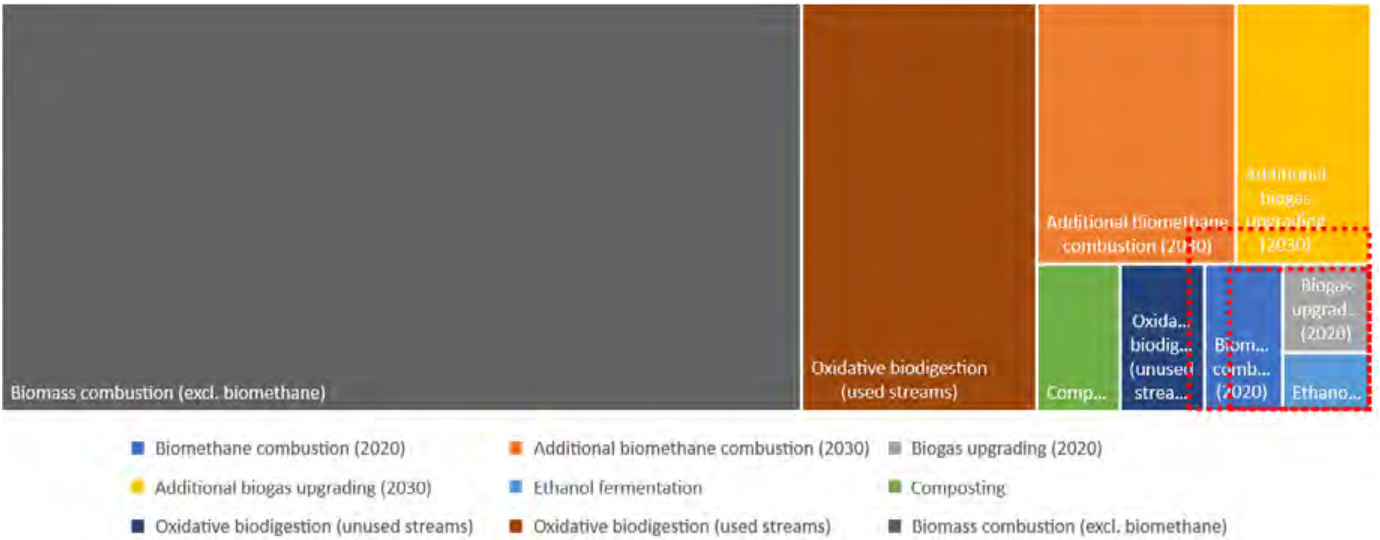 Biomass combustion (excl. biomethane)
Oxidative biodigestion
(used streams)
Additional biomethane
combustion (2030)
Additional
biogas
upgrading
(2030)
Comp...
Oxida...
biodig...
(unused
strea...
Biom...
comb...
(2020)
Biogas
upgrad...
(2020)
Ethano...
Biomethane combustion (2020)
Additional biomethane combustion (2030)
Biogas upgrading (2020)
Additional biogas upgrading (2030)
Ethanol fermentation
Composting
Oxidative biodigestion (unused streams)
Oxidative biodigestion (used streams)
Biomass combustion (excl. biomethane)